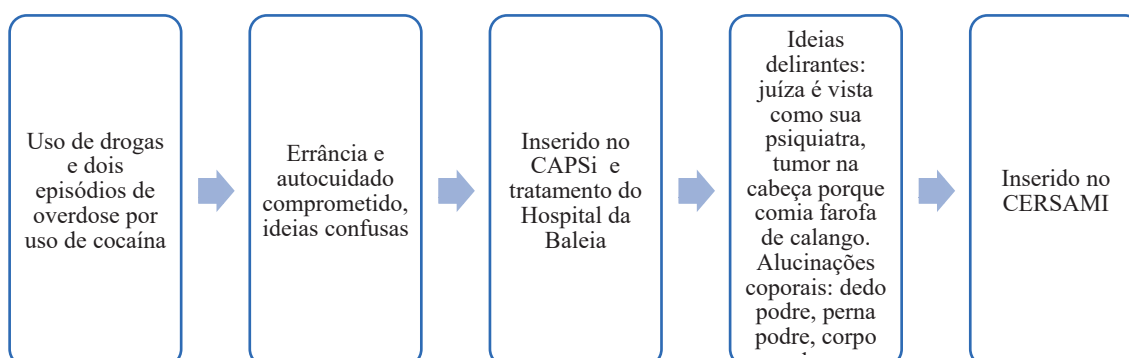 Uso de drogas
e dois
episódios de
overdose por
uso de cocaína
Errância e
autocuidado
comprometido,
ideias confusas
Inserido no
CAPSi e
tratamento do
Hospital da
Baleia
Ideias
delirantes:
juíza é vista
como sua
psiquiatra,
tumor na
cabeça porque
comia farofa
de calango.
Alucinações
coporais: dedo
podre, perna
podre, corpo
Inserido no
CERSAMI